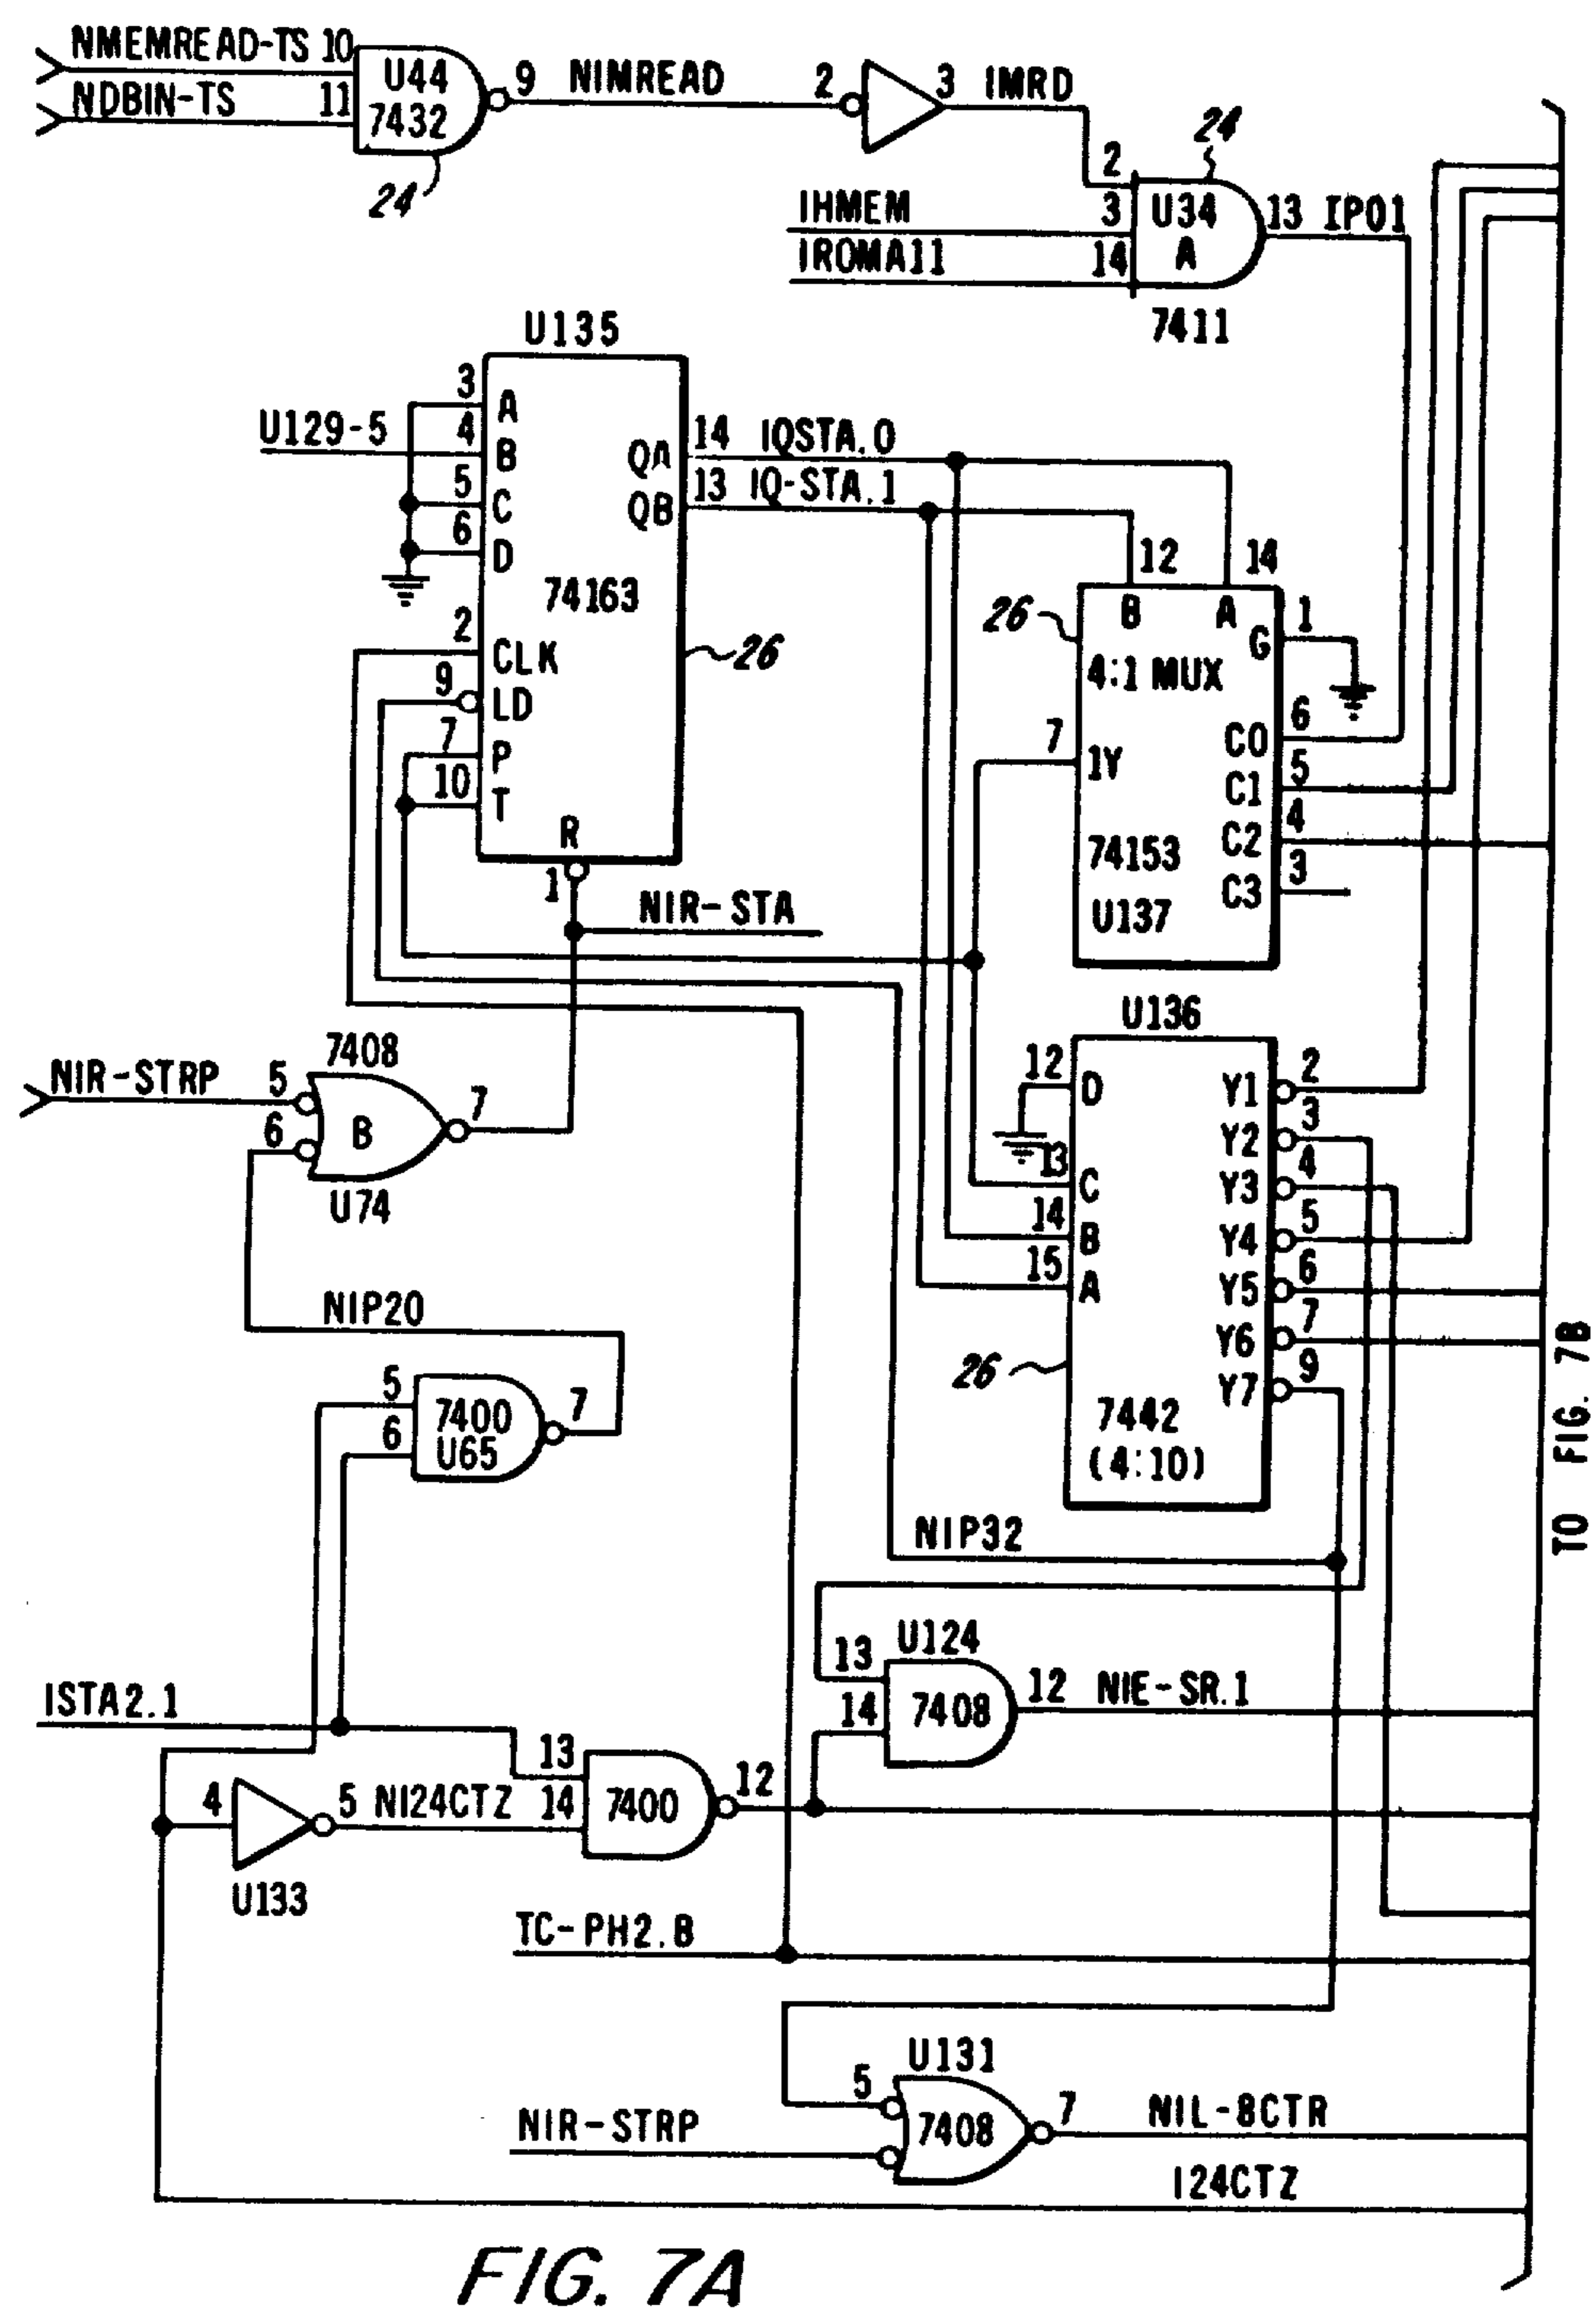 NMEMREAD-TS 10
NDBIN-TS 11
U44
7432
24
9 NIMREAD
2
3 IMRD
24
2
IHMEM 3
IROMA11 14
U34
A
13 IP01
7411
U135
3 A
U129-5 4 B
5 C
6 D
QA 14 IQSTA.0
QB 13 IQ-STA.1
74163
26
2 CLK
9 LD
7 P
10 T
R
1
NIR-STA
12 14
26
B A
G 1
4:1 MUX
7 1Y
C0 6
C1 5
C2 4
C3 3
74153
U137
U136
12 D
13 C
14 B
15 A
Y1 2
Y2 3
Y3 4
Y4 5
Y5 6
Y6 7
Y7 9
26
7442
(4:10)
7408
NIR-STRP 5
6
B
7
U74
NIP20
5
6
7400
U65
7
NIP32
U124
13
14
7408
12 NIE-SR.1
ISTA2.1
13
4
5 NI24CTZ 14
7400
12
U133
TC-PH2.B
U131
5
NIR-STRP
7408
7 NIL-8CTR
I24CTZ
TO FIG. 7B
FIG. 7A